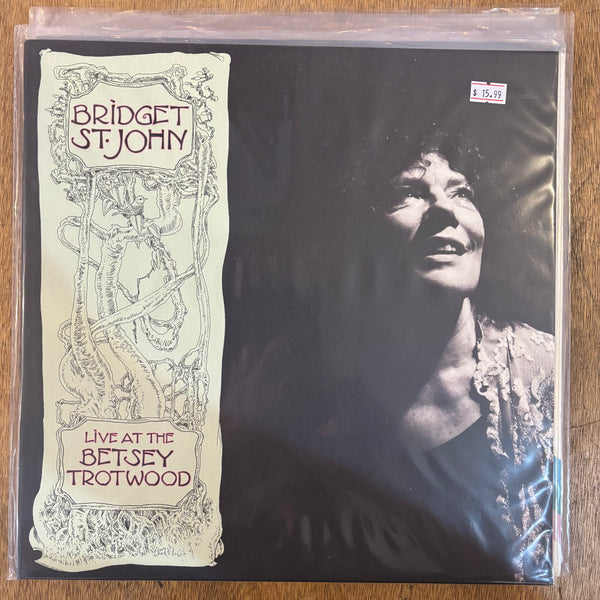 BRiDGET
ST. JOHN
LiVE AT THE
BETSEY
TROTWOOD
$ 15.99